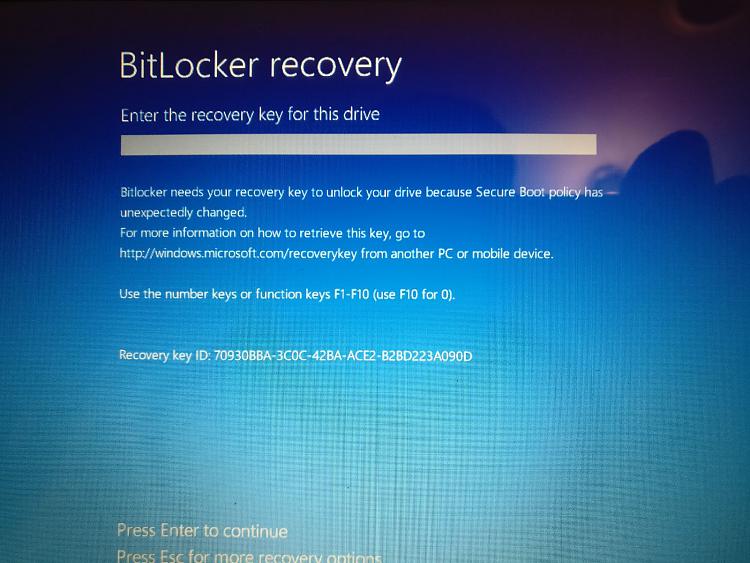 BitLocker recovery
Enter the recovery key for this drive
Bitlocker needs your recovery key to unlock your drive because Secure Boot policy has
unexpectedly changed.
For more information on how to retrieve this key, go to
http://windows.microsoft.com/recoverykey from another PC or mobile device.
Use the number keys or function keys F1-F10 (use F10 for 0).
Recovery key ID: 70930BBA-3C0C-42BA-ACE2-B2BD223A090D
Press Enter to continue
Press Esc for more recovery options